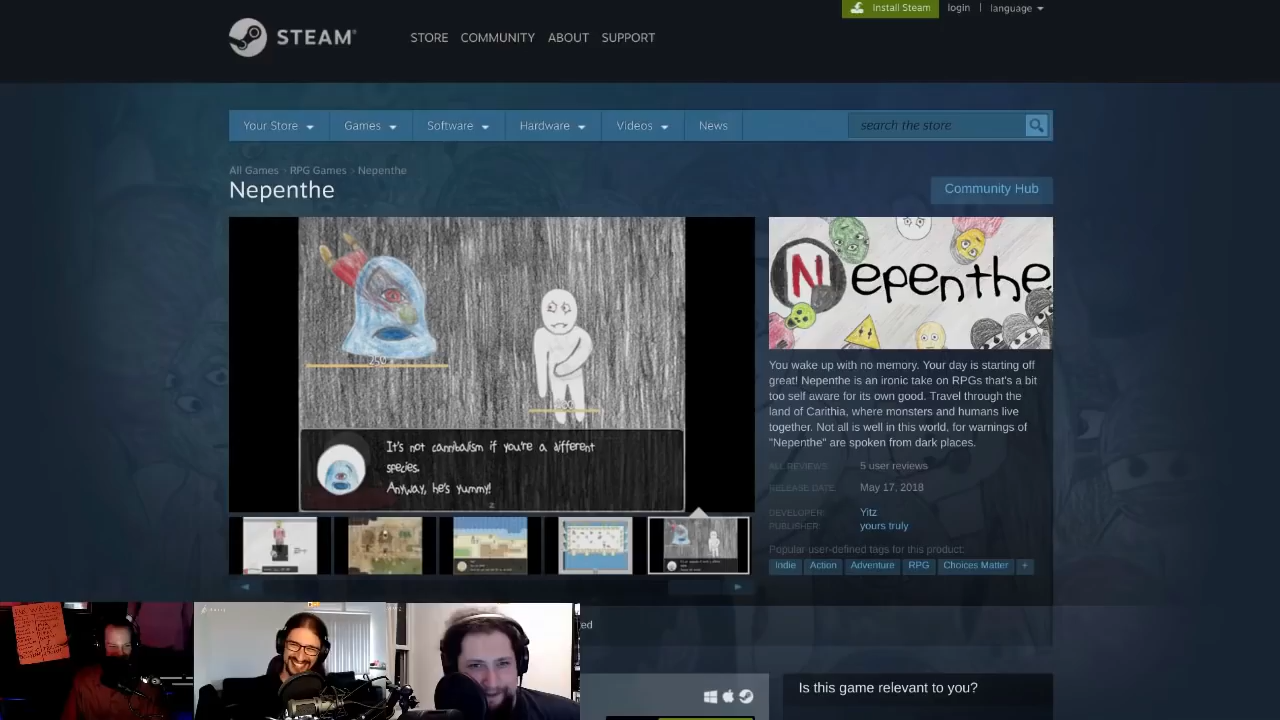 Install Steam
login | language
STEAM®
STORE COMMUNITY ABOUT SUPPORT
Your Store Games Software Hardware Videos News
search the store
All Games > RPG Games > Nepenthe
Nepenthe
Community Hub
It's not cannibalism if you're a different
species.
Anyway, he's yummy!
Nepenthe
You wake up with no memory. Your day is starting off
great! Nepenthe is an ironic take on RPGs that's a bit
too self aware for its own good. Travel through the
land of Carithia, where monsters and humans live
together. Not all is well in this world, for warnings of
"Nepenthe" are spoken from dark places.
ALL REVIEWS: 5 user reviews
RELEASE DATE: May 17, 2018
DEVELOPER: Yitz
PUBLISHER: yours truly
Popular user-defined tags for this product:
Indie Action Adventure RPG Choices Matter +
ed
Is this game relevant to you?